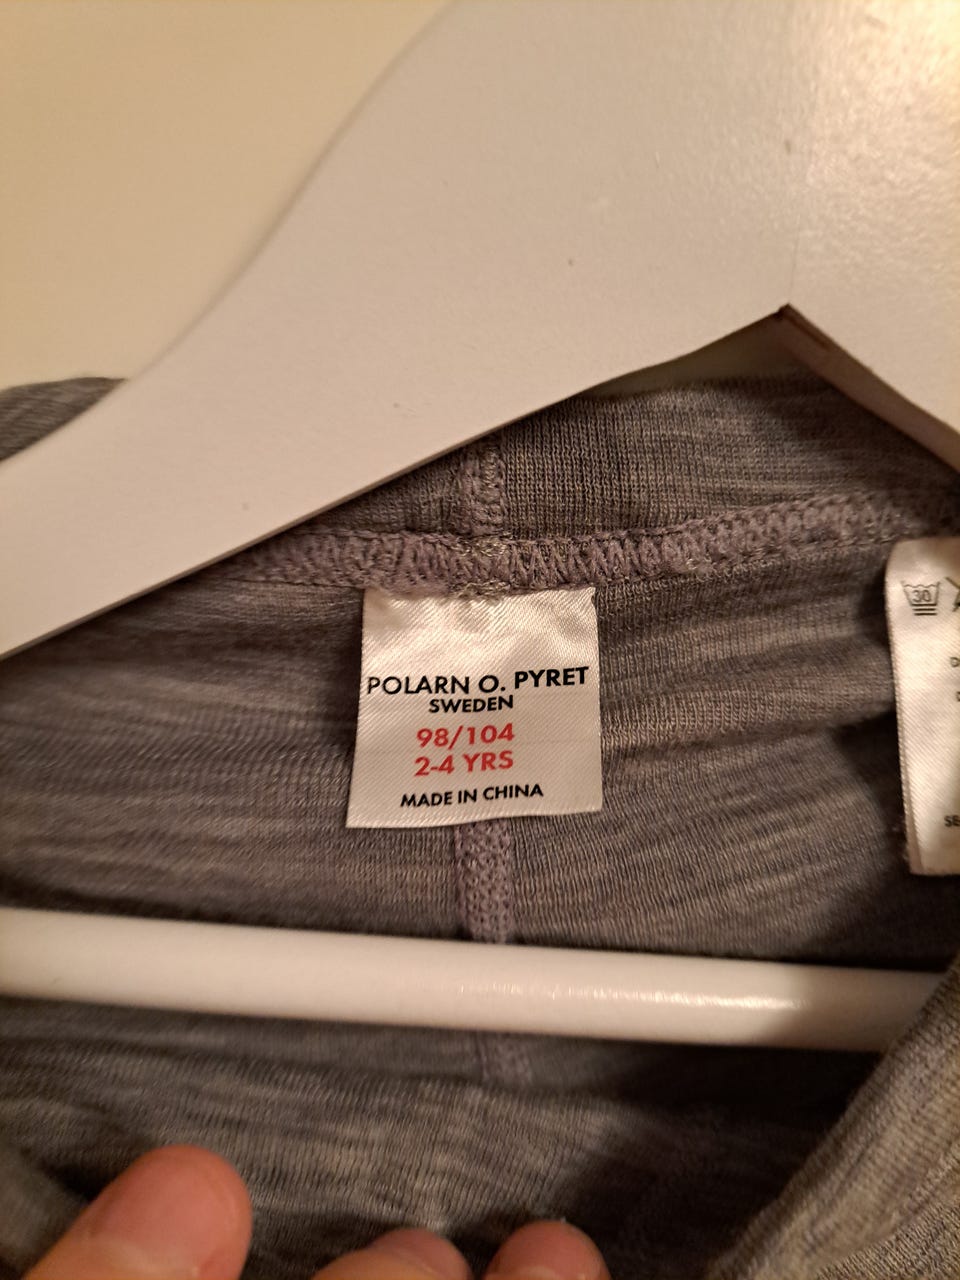 POLARN O. PYRET
SWEDEN
98/104
2-4 YRS
MADE IN CHINA
30